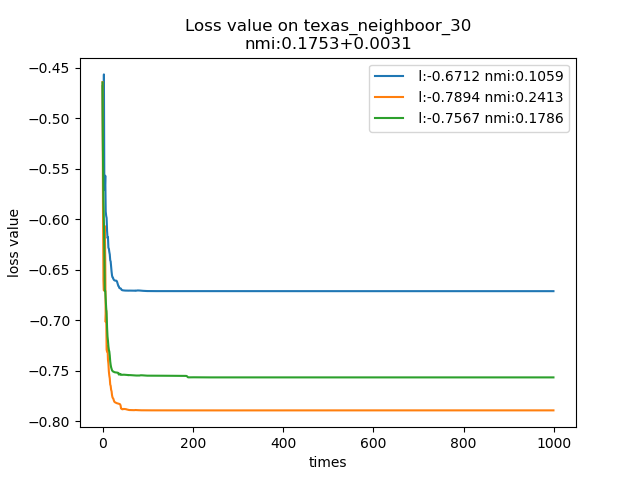 Loss value on texas_neighboor_30
nmi:0.1753+0.0031
l:-0.6712 nmi:0.1059
l:-0.7894 nmi:0.2413
l:-0.7567 nmi:0.1786
loss value
−0.45
−0.50
−0.55
−0.60
−0.65
−0.70
−0.75
−0.80
0 200 400 600 800 1000
times